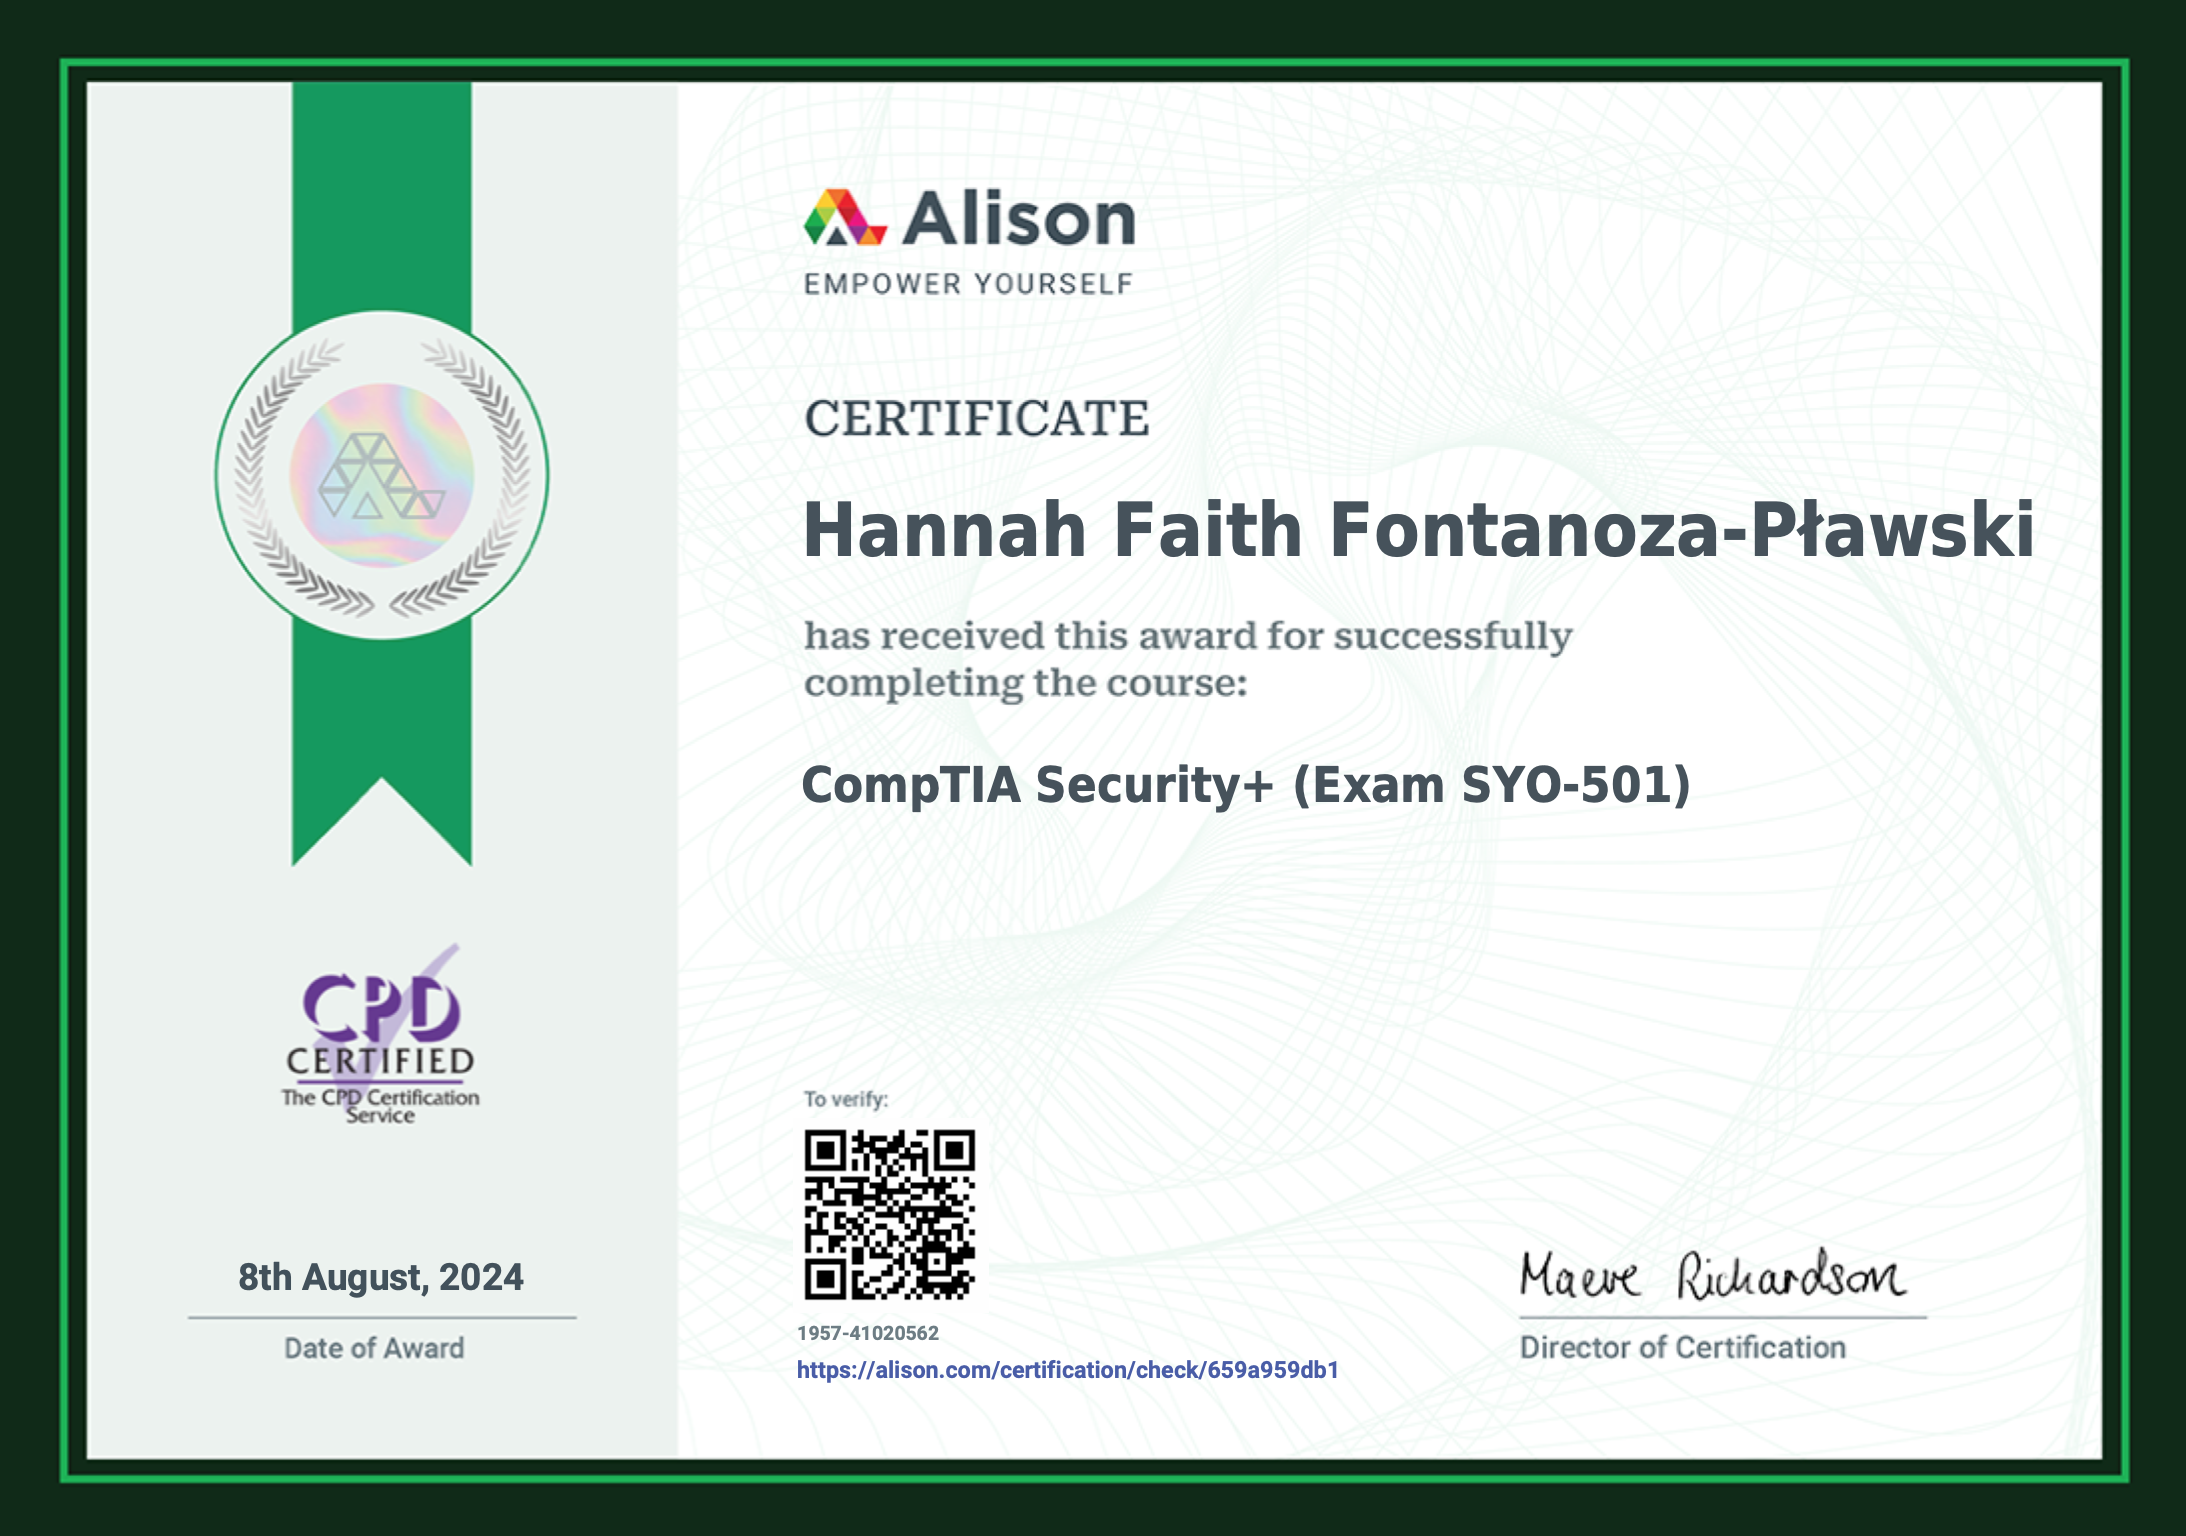 Alison
EMPOWER YOURSELF
CERTIFICATE
Hannah Faith Fontanoza-Pławski
has received this award for successfully
completing the course:
CompTIA Security+ (Exam SYO-501)
CPD
CERTIFIED
The CPD Certification
Service
8th August, 2024
Date of Award
To verify:
1957-41020562
https://alison.com/certification/check/659a959db1
Maeve Richardson
Director of Certification